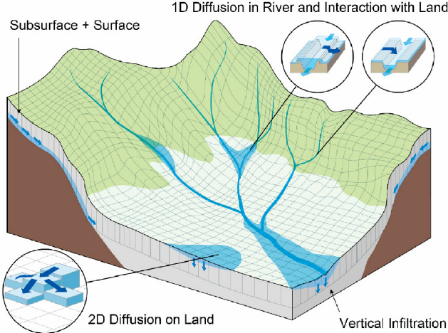 1D Diffusion in River and Interaction with Land
Subsurface + Surface
2D Diffusion on Land
Vertical Infiltration